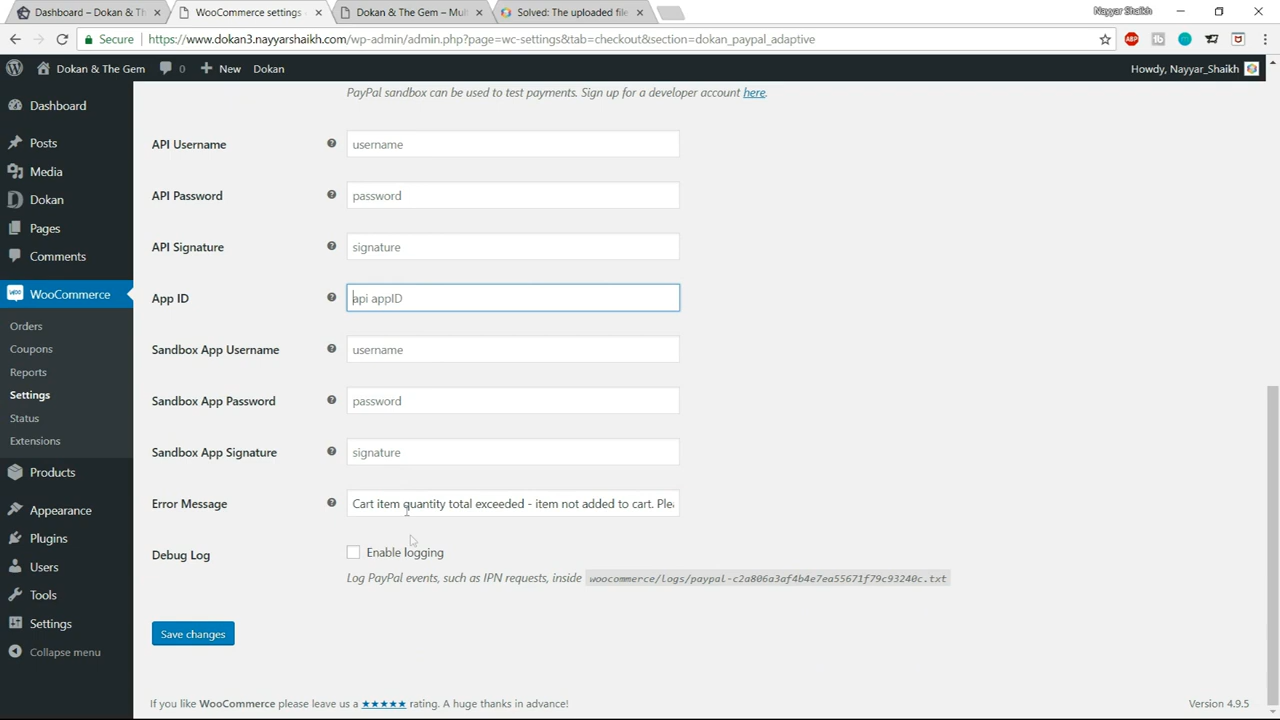 Dashboard – Dokan & Th
WooCommerce settings
Dokan & The Gem – Mult
Solved: The uploaded file
Nayyar Shaikh
Secure
https://www.dokan3.nayyarshaikh.com/wp-admin/admin.php?page=wc-settings&tab=checkout&section=dokan_paypal_adaptive
ABP
Dokan & The Gem
0
New
Dokan
Howdy, Nayyar_Shaikh
Dashboard
Posts
Media
Dokan
Pages
Comments
WooCommerce
Orders
Coupons
Reports
Settings
Status
Extensions
Products
Appearance
Plugins
Users
Tools
Settings
Collapse menu
PayPal sandbox can be used to test payments. Sign up for a developer account here.
API Username
username
API Password
password
API Signature
signature
App ID
api appID
Sandbox App Username
username
Sandbox App Password
password
Sandbox App Signature
signature
Error Message
Cart item quantity total exceeded - item not added to cart. Plea
Debug Log
Enable logging
Log PayPal events, such as IPN requests, inside woocommerce/logs/paypal-c2a806a3af4b4e7ea55671f79c93240c.txt
Save changes
If you like WooCommerce please leave us a ★★★★★ rating. A huge thanks in advance!
Version 4.9.5